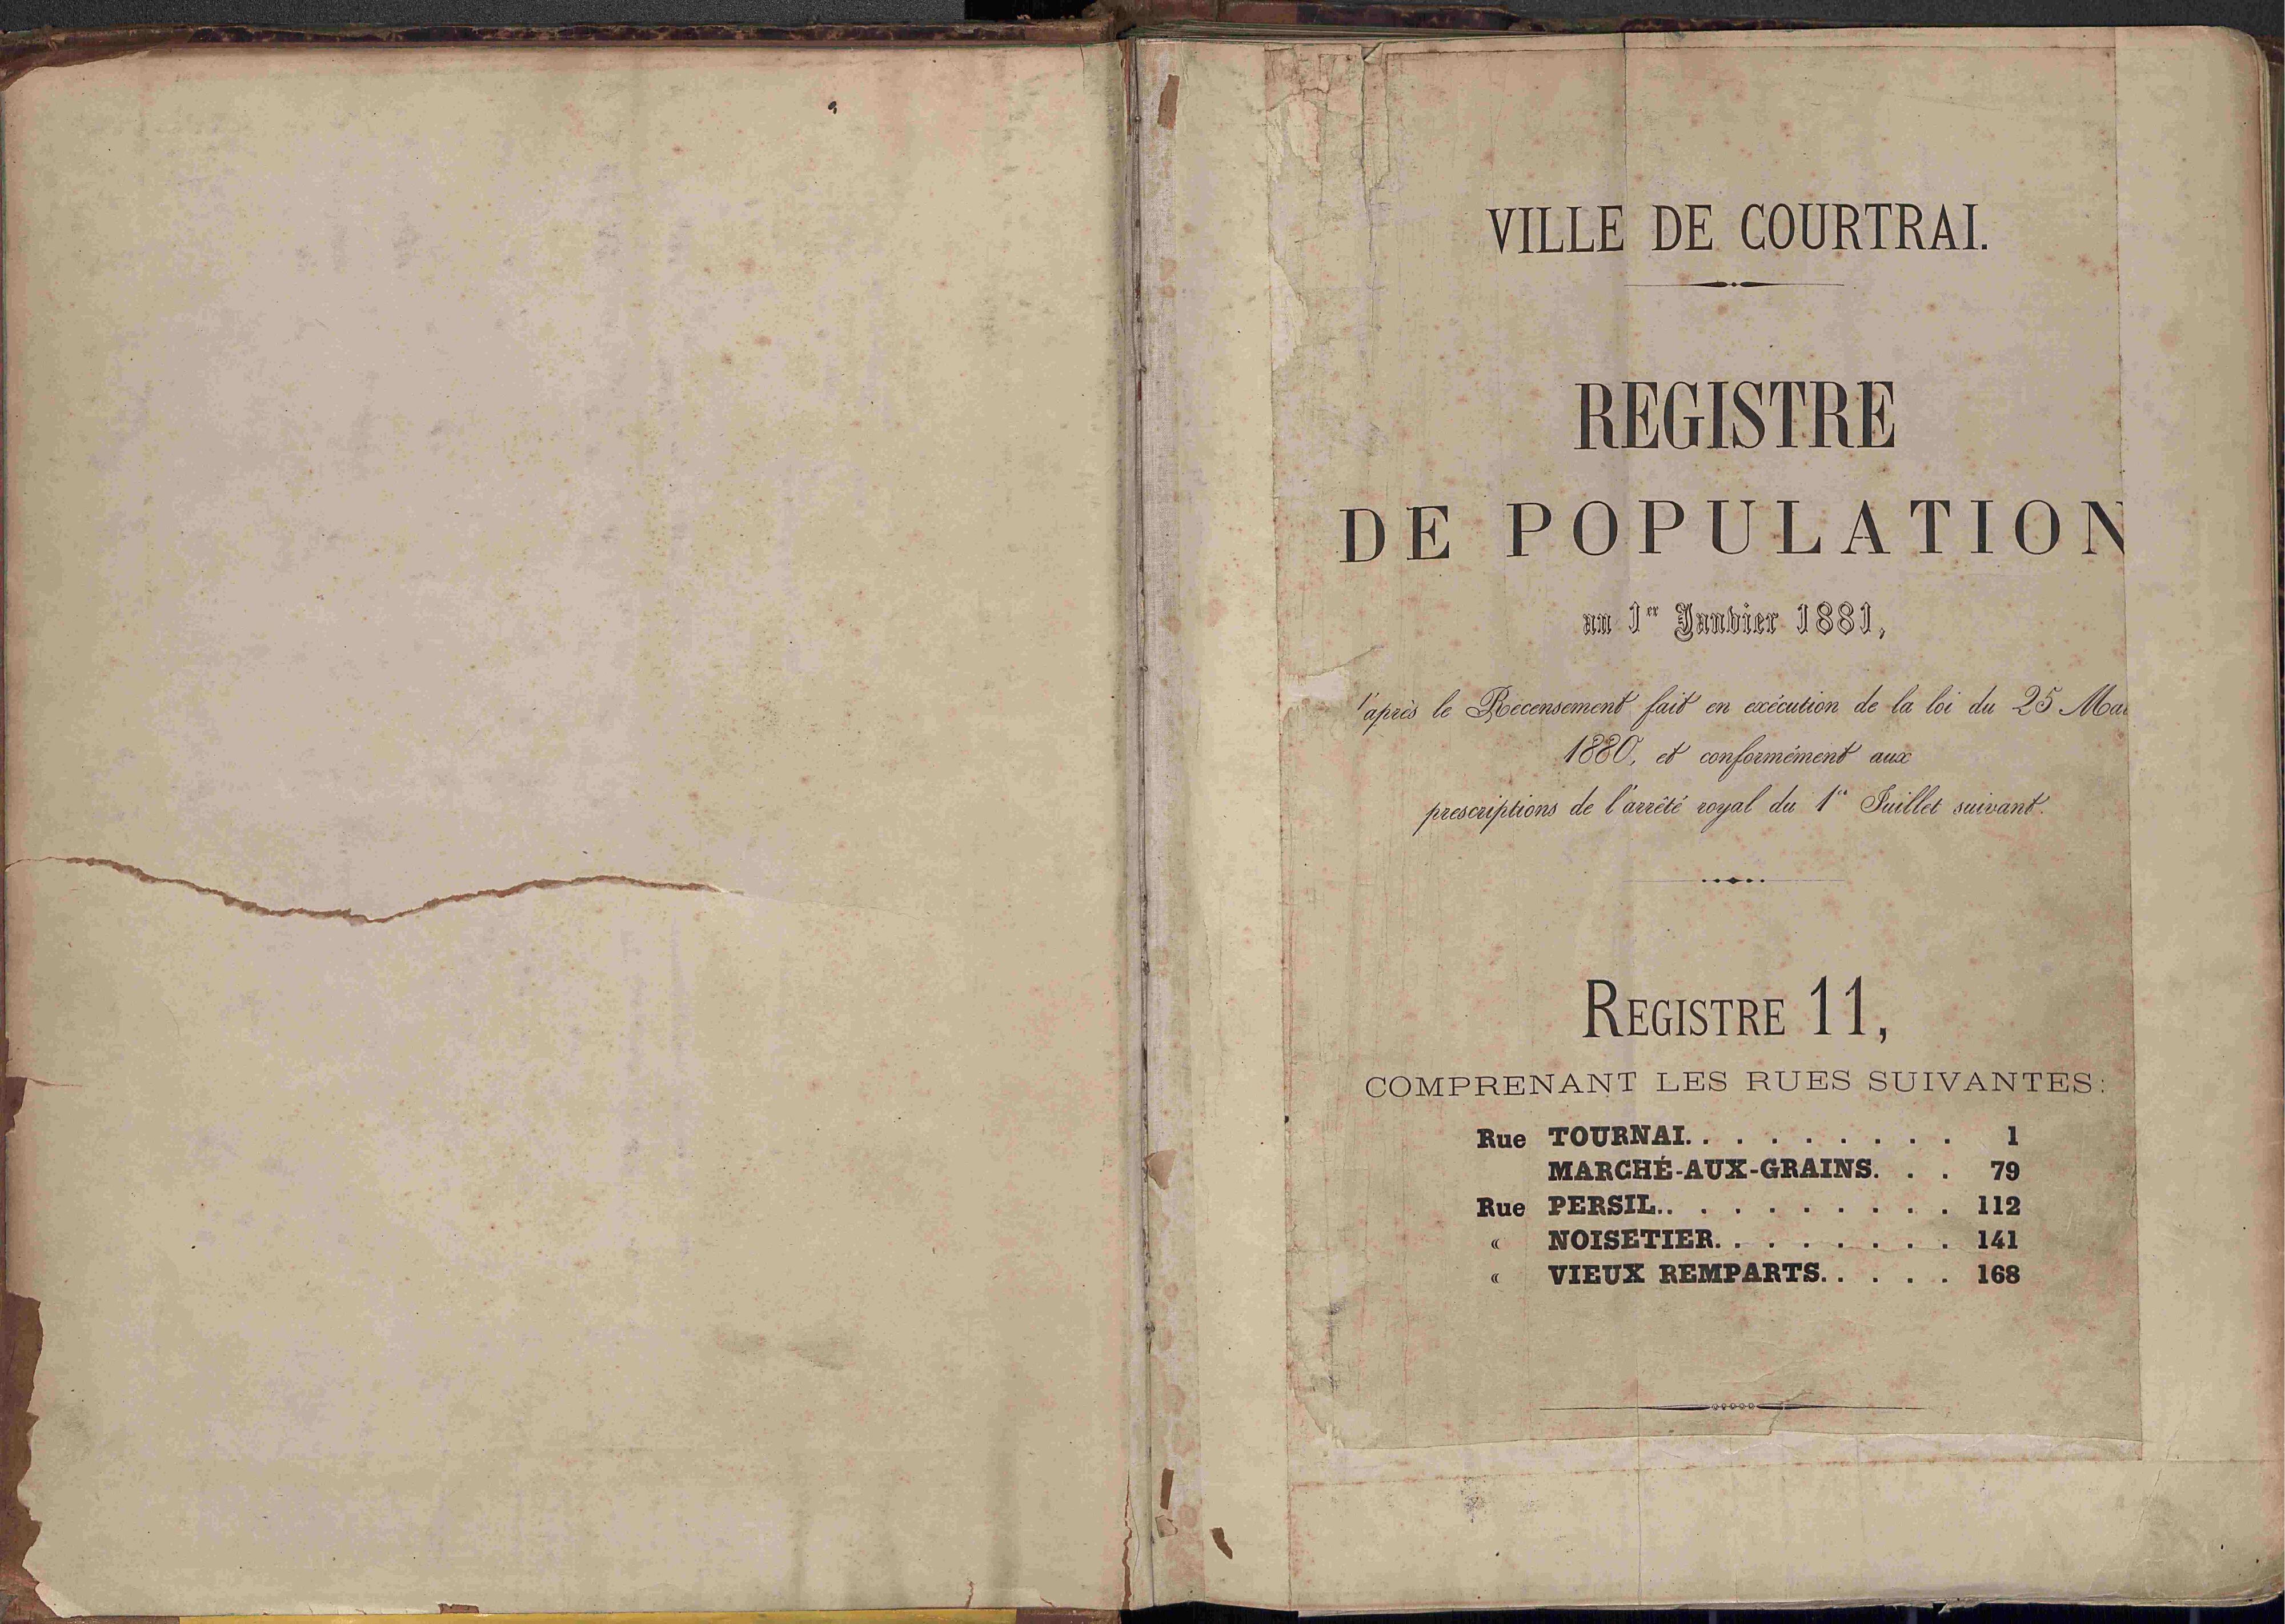 VILLE DE COURTRAI.
REGISTRE
DE POPULATION
au 1er Janvier 1881,
'après le Recensement fait en exécution de la loi du 25 Mai
1880, et conformément aux
prescriptions de l'arrêté royal du 1er Juillet suivant.
REGISTRE 11,
COMPRENANT LES RUES SUIVANTES:
Rue TOURNAI. . . . . . . . . . 1
MARCHÉ-AUX-GRAINS. . . 79
Rue PERSIL. . . . . . . . . . . 112
« NOISETIER. . . . . . . . . 141
« VIEUX REMPARTS. . . . . . 168